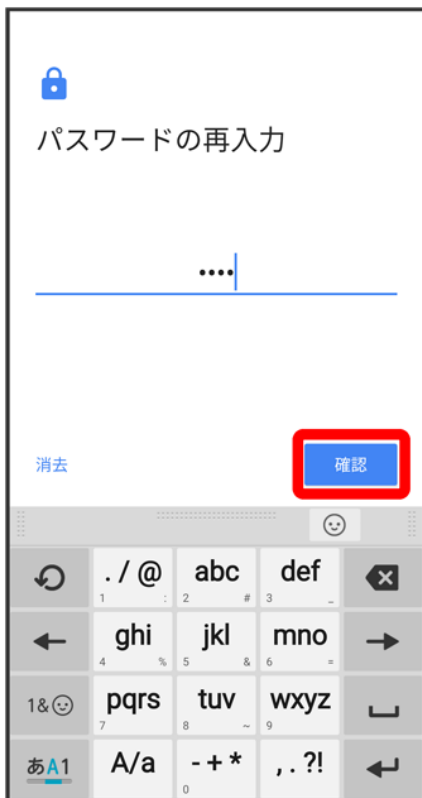 パスワードの再入力
••••
消去 確認
./@ abc def
1 : 2 # 3 _
ghi jkl mno
4 % 5 & 6 =
1& pqrs tuv wxyz
7 8 ~ 9
あA1 A/a -+* ,.?!
0